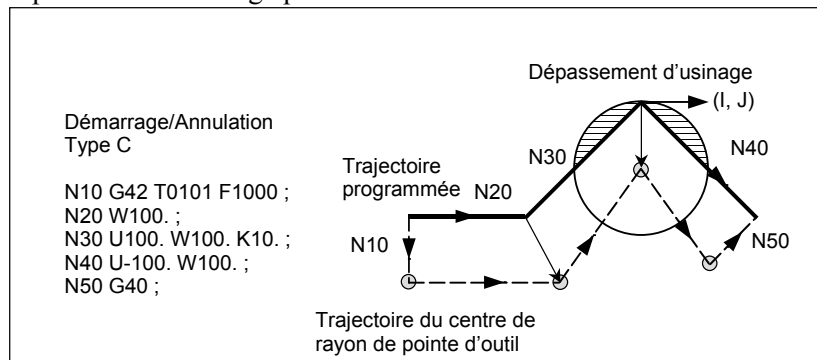 Démarrage/Annulation
Type C
N10 G42 T0101 F1000 ;
N20 W100. ;
N30 U100. W100. K10. ;
N40 U-100. W100. ;
N50 G40 ;
Dépassement d'usinage
(I, J)
N30
N40
Trajectoire
programmée
N20
N10
N50
Trajectoire du centre de
rayon de pointe d'outil